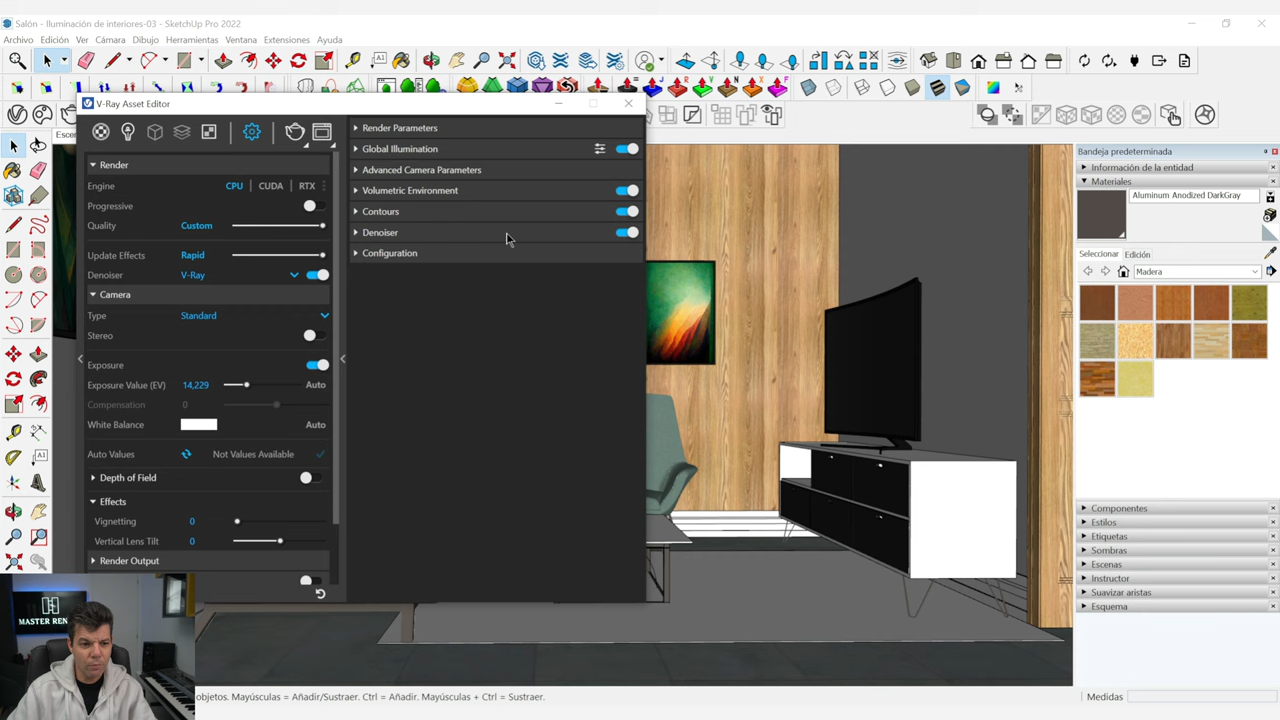 Salón - Iluminación de interiores-03 - SketchUp Pro 2022
Archivo Edición Ver Cámara Dibujo Herramientas Ventana Extensiones Ayuda
V-Ray Asset Editor
Render
Engine CPU CUDA RTX
Progressive
Quality Custom
Update Effects Rapid
Denoiser V-Ray
Camera
Type Standard
Stereo
Exposure
Exposure Value (EV) 14,229 Auto
Compensation 0
White Balance Auto
Auto Values Not Values Available
Depth of Field
Effects
Vignetting 0
Vertical Lens Tilt 0
Render Output
Render Parameters
Global Illumination
Advanced Camera Parameters
Volumetric Environment
Contours
Denoiser
Configuration
Bandeja predeterminada
Información de la entidad
Materiales
Aluminum Anodized DarkGray
Seleccionar Edición
Madera
Componentes
Estilos
Etiquetas
Sombras
Escenas
Instructor
Suavizar aristas
Esquema
MASTER REN
objetos. Mayúsculas = Añadir/Sustraer. Ctrl = Añadir. Mayúsculas + Ctrl = Sustraer.
Medidas